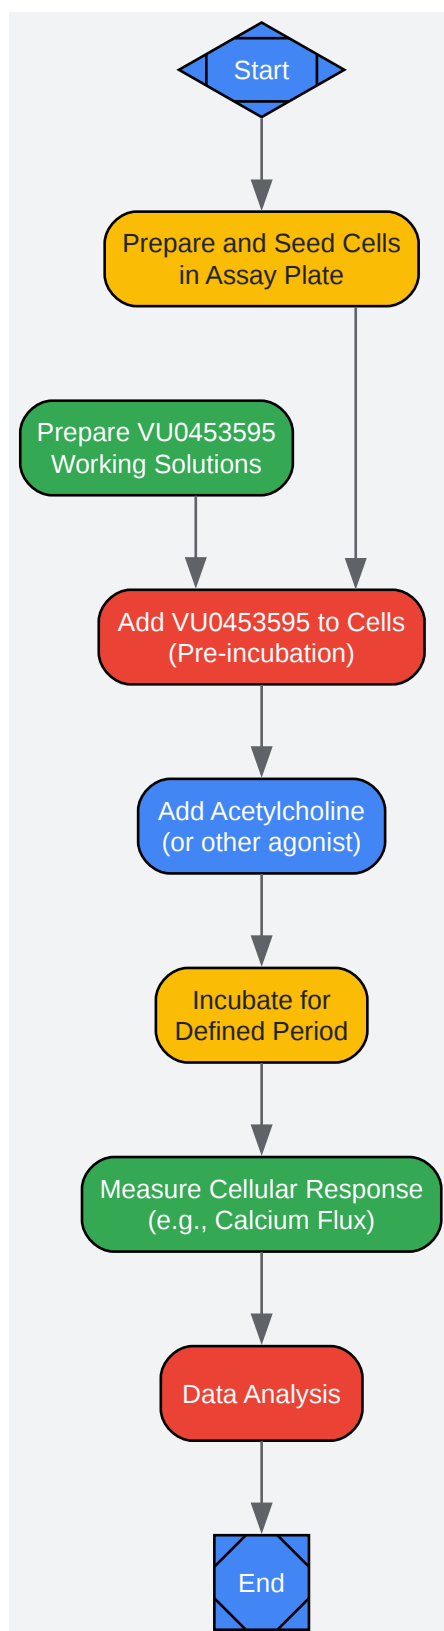 Start
Prepare and Seed Cells
in Assay Plate
Prepare VU0453595
Working Solutions
Add VU0453595 to Cells
(Pre-incubation)
Add Acetylcholine
(or other agonist)
Incubate for
Defined Period
Measure Cellular Response
(e.g., Calcium Flux)
Data Analysis
End